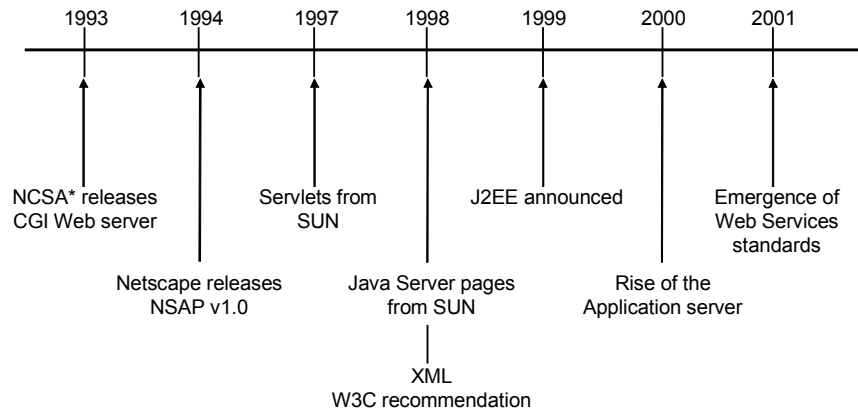 1993 1994 1997 1998 1999 2000 2001
NCSA* releases
CGI Web server
Netscape releases
NSAP v1.0
Servlets from
SUN
Java Server pages
from SUN
XML
W3C recommendation
J2EE announced
Rise of the
Application server
Emergence of
Web Services
standards